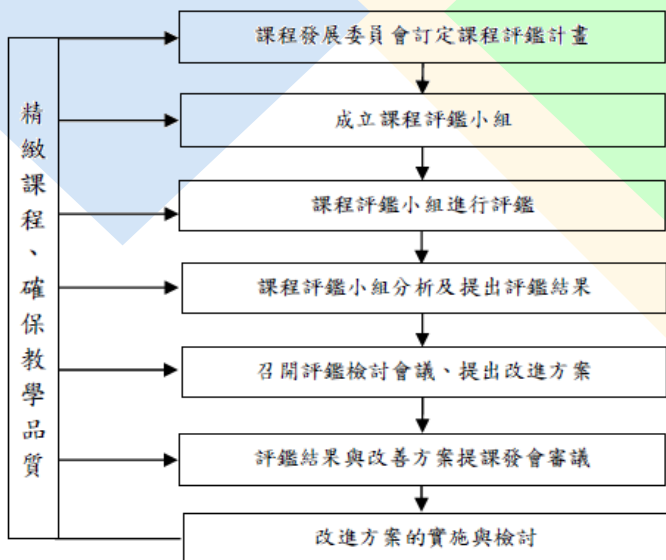 精緻課程、確保教學品質
課程發展委員會訂定課程評鑑計畫
成立課程評鑑小組
課程評鑑小組進行評鑑
課程評鑑小組分析及提出評鑑結果
召開評鑑檢討會議、提出改進方案
評鑑結果與改善方案提課發會審議
改進方案的實施與檢討